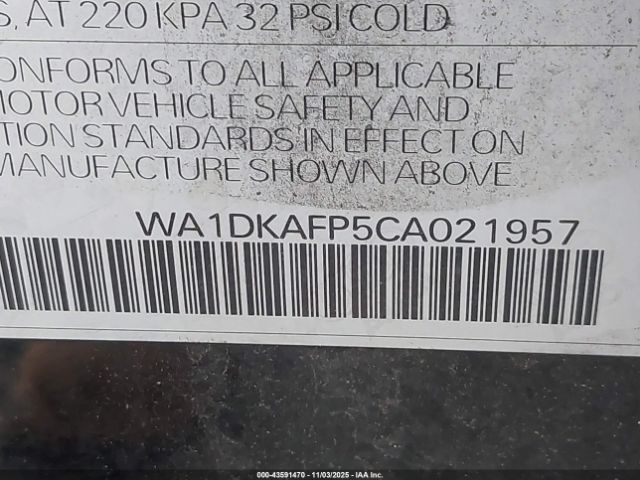 S, AT 220 KPA 32 PSI COLD
ONFORMS TO ALL APPLICABLE
MOTOR VEHICLE SAFETY AND
TION STANDARDS IN EFFECT ON
MANUFACTURE SHOWN ABOVE
WA1DKAFP5CA021957
000-43591470 — 11/03/2025 — IAA Inc.